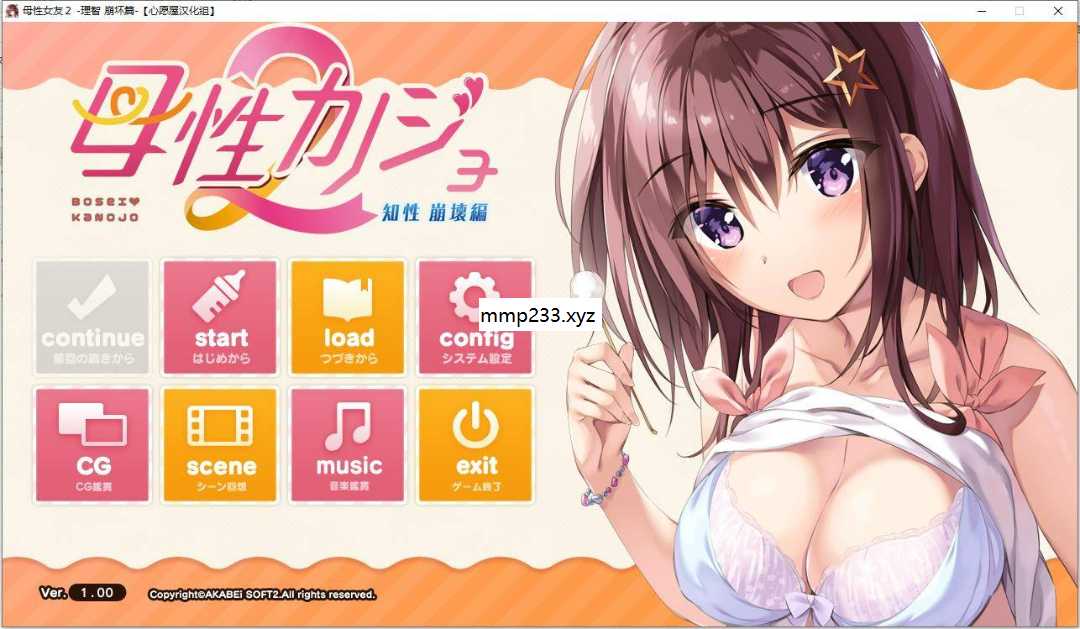 母性女友２ -理智 崩坏篇-【心愿屋汉化组】
母性カノジョ
2
BOSEI♥
KANOJO
知性 崩壊編
continue
前回の続きから
start
はじめから
load
つづきから
config
システム設定
mmp233.xyz
CG
CG鑑賞
scene
シーン回想
music
音楽鑑賞
exit
ゲーム終了
Ver. 1.00
Copyright©AKABEi SOFT2.All rights reserved.